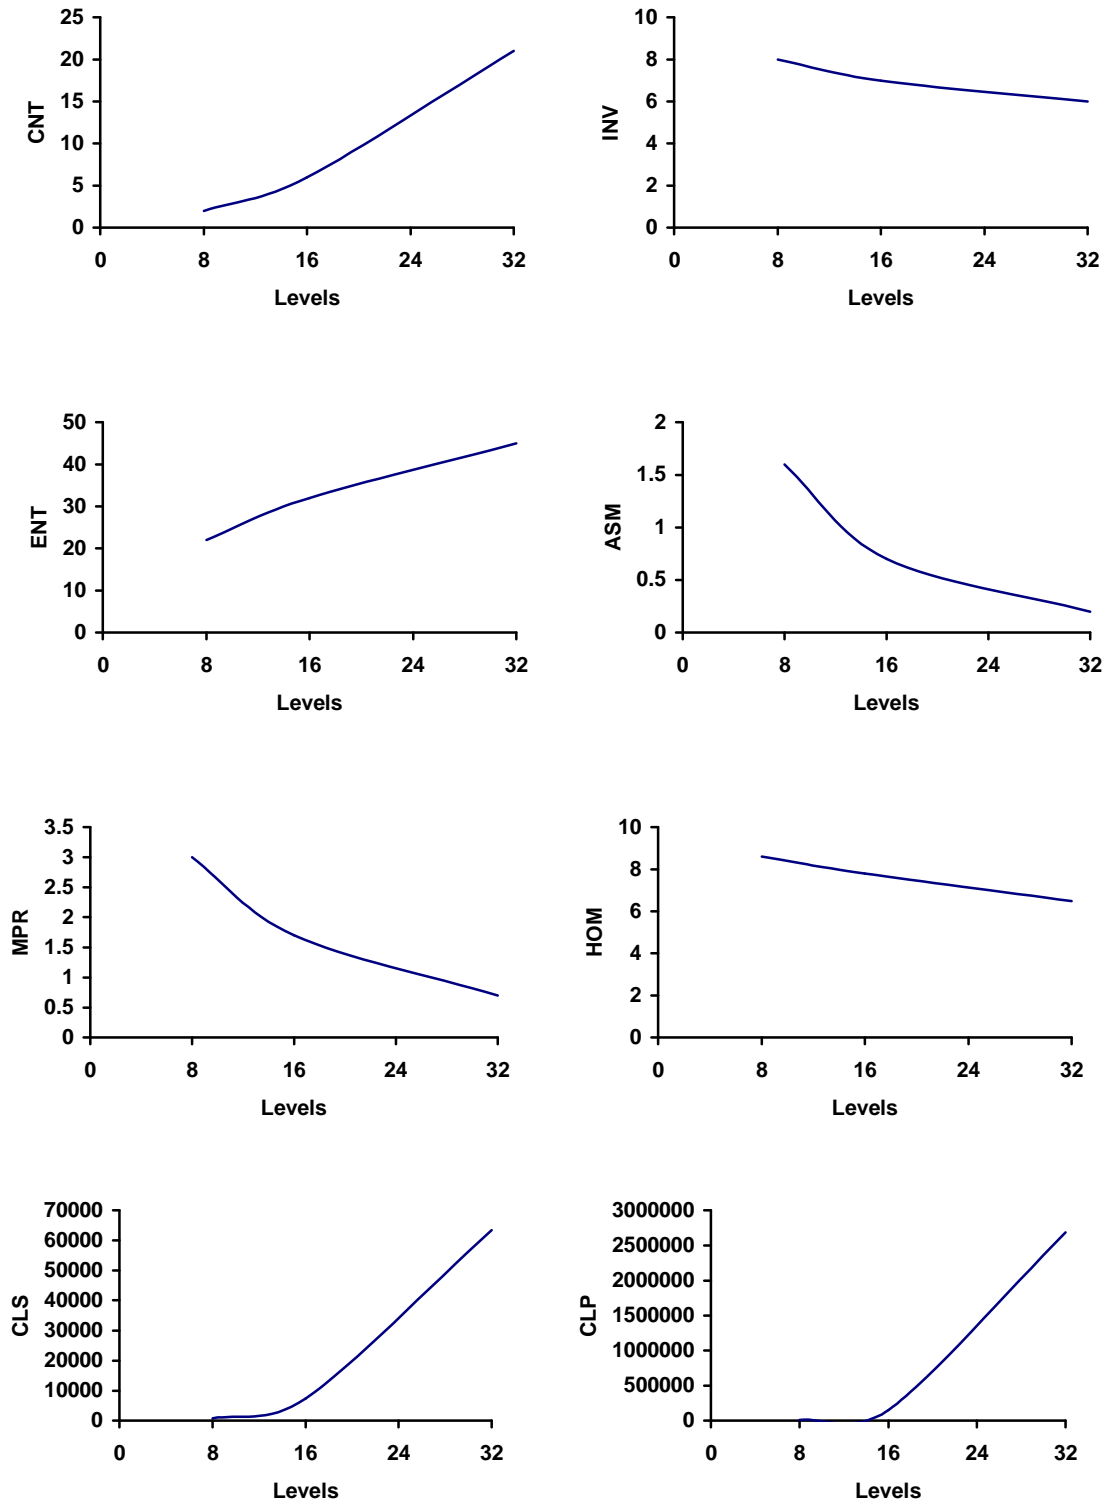 25
20
15
10
5
0
CNT
0 8 16 24 32
Levels
10
8
6
4
2
0
INV
0 8 16 24 32
Levels
50
40
30
20
10
0
ENT
0 8 16 24 32
Levels
2
1.5
1
0.5
0
ASM
0 8 16 24 32
Levels
3.5
3
2.5
2
1.5
1
0.5
0
MPR
0 8 16 24 32
Levels
10
8
6
4
2
0
HOM
0 8 16 24 32
Levels
70000
60000
50000
40000
30000
20000
10000
0
CLS
0 8 16 24 32
Levels
3000000
2500000
2000000
1500000
1000000
500000
0
CLP
0 8 16 24 32
Levels